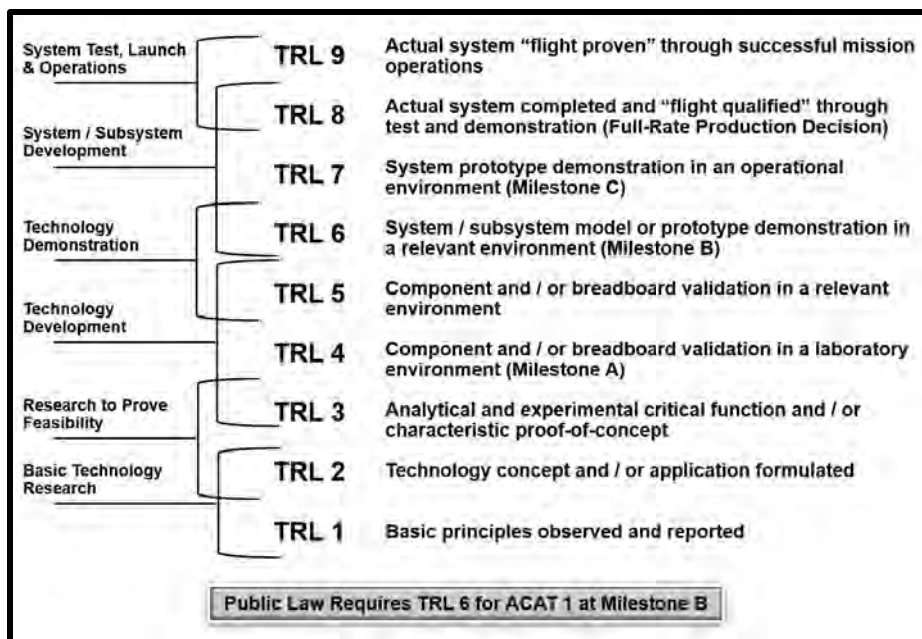 System Test, Launch
& Operations
TRL 9
Actual system “flight proven” through successful mission
operations
System / Subsystem
Development
TRL 8
Actual system completed and “flight qualified” through
test and demonstration (Full-Rate Production Decision)
TRL 7
System prototype demonstration in an operational
environment (Milestone C)
Technology
Demonstration
TRL 6
System / subsystem model or prototype demonstration in
a relevant environment (Milestone B)
TRL 5
Component and / or breadboard validation in a relevant
environment
Technology
Development
TRL 4
Component and / or breadboard validation in a laboratory
environment (Milestone A)
Research to Prove
Feasibility
TRL 3
Analytical and experimental critical function and / or
characteristic proof-of-concept
Basic Technology
Research
TRL 2
Technology concept and / or application formulated
TRL 1
Basic principles observed and reported
Public Law Requires TRL 6 for ACAT 1 at Milestone B